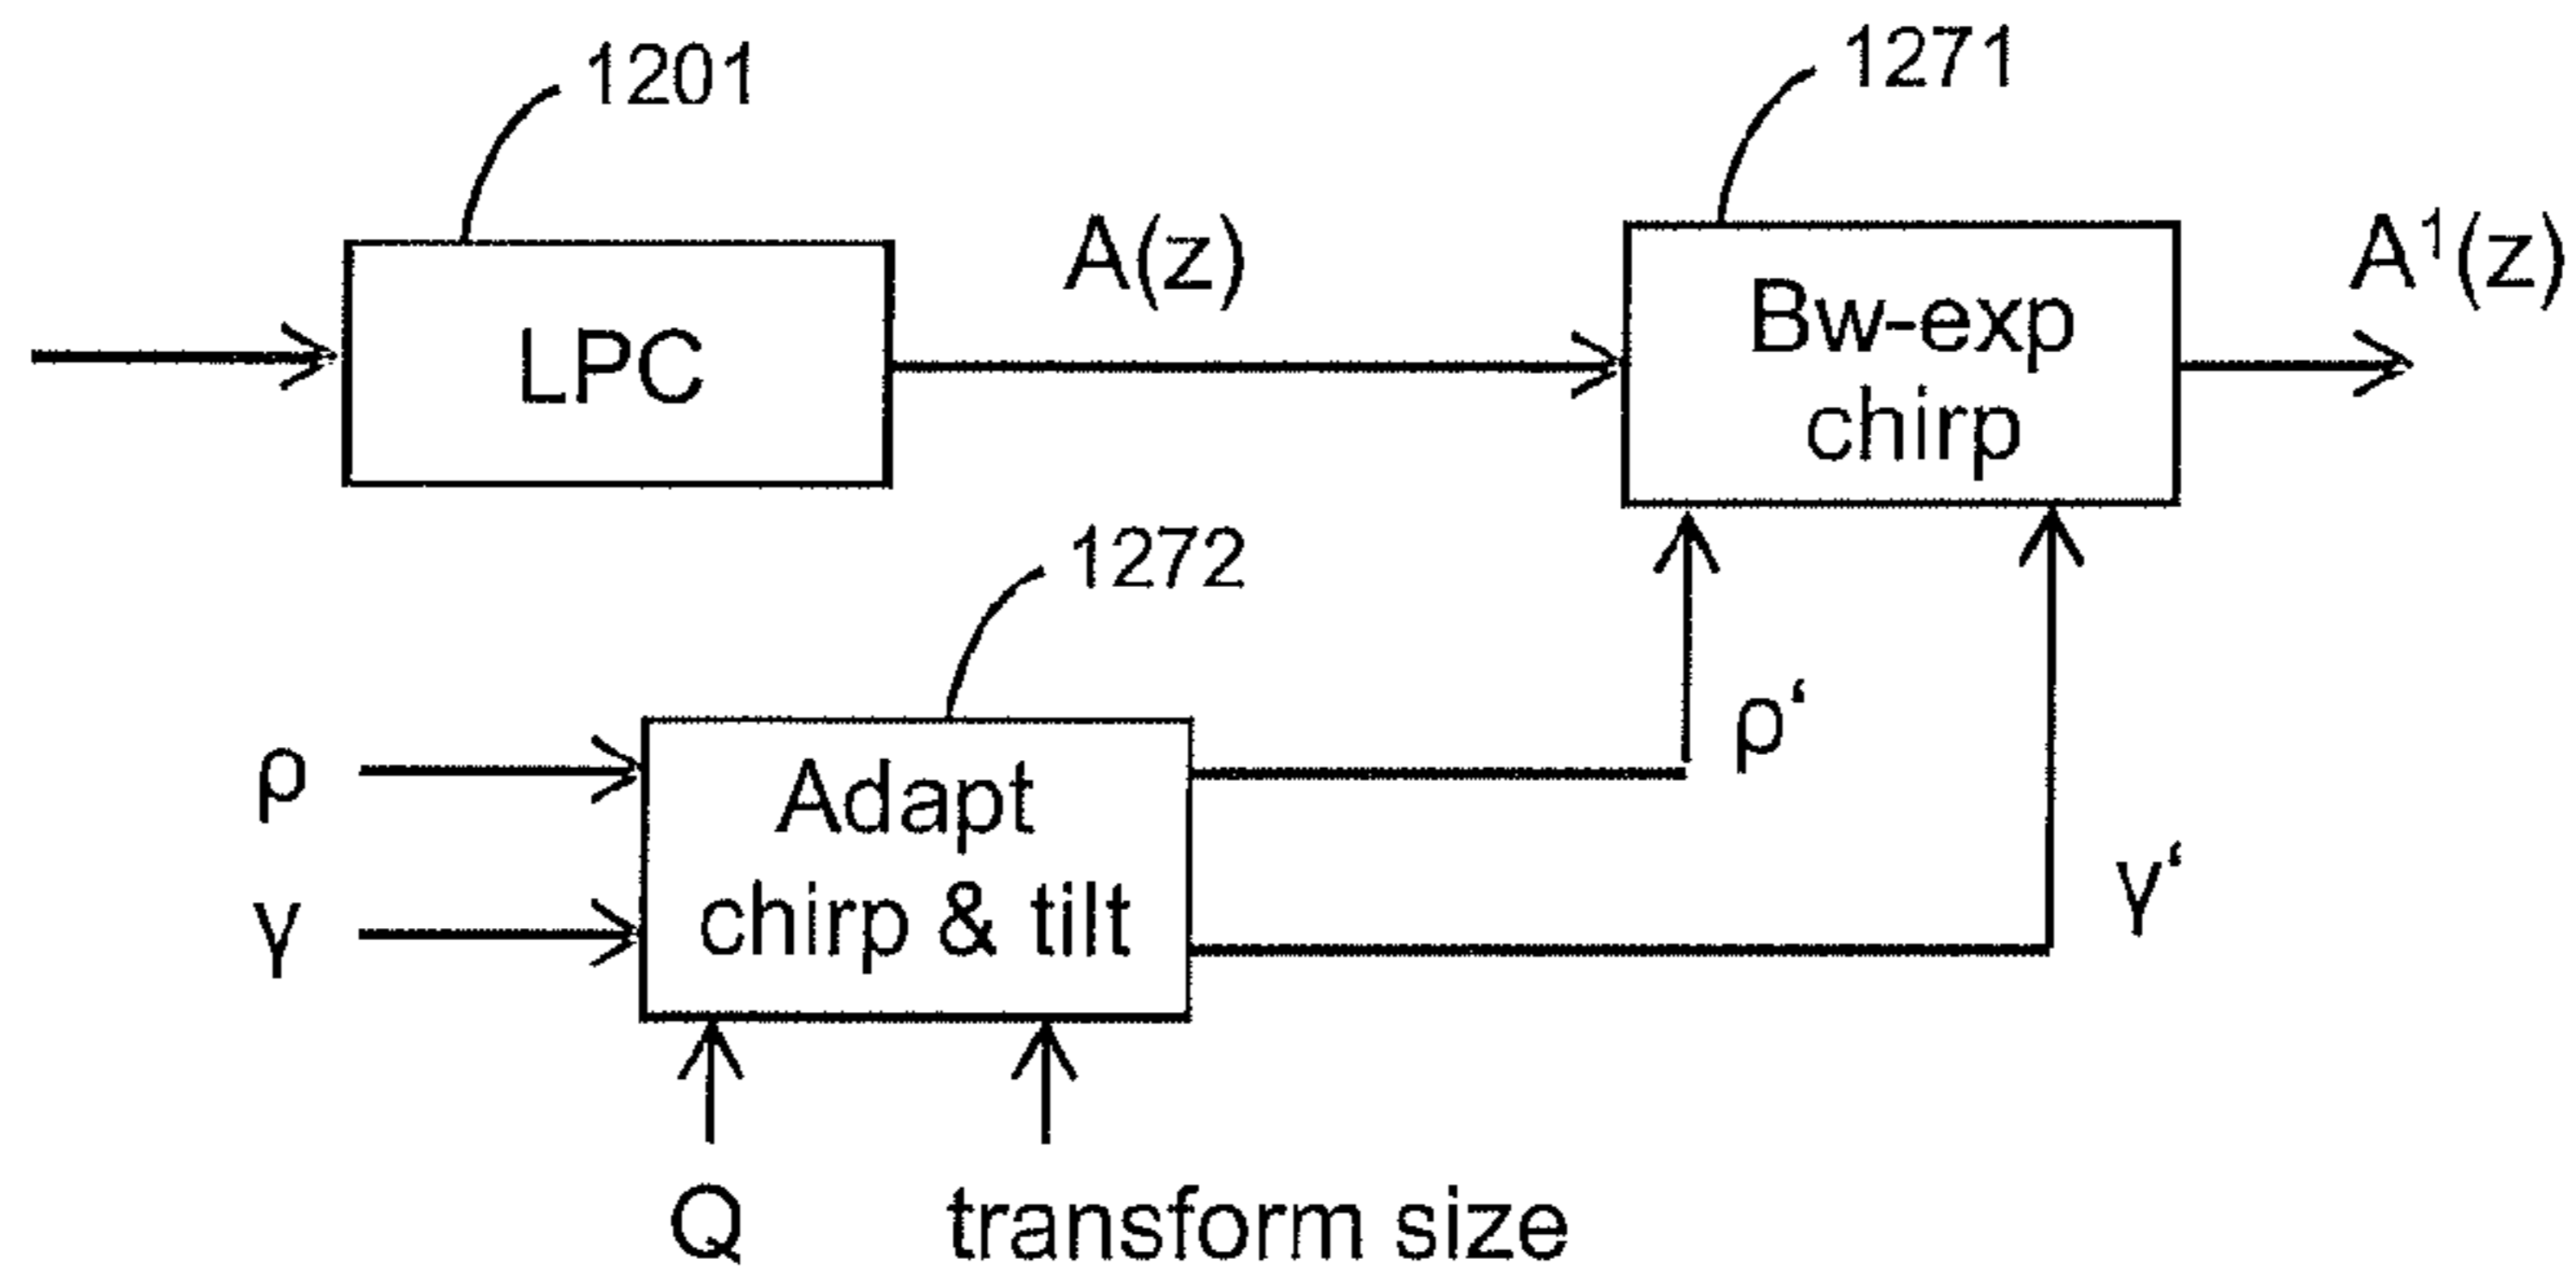 1201
1271
A(z)
A¹(z)
LPC
Bw-exp
chirp
1272
ρ
γ
Adapt
chirp & tilt
ρ‘
γ‘
Q
transform size